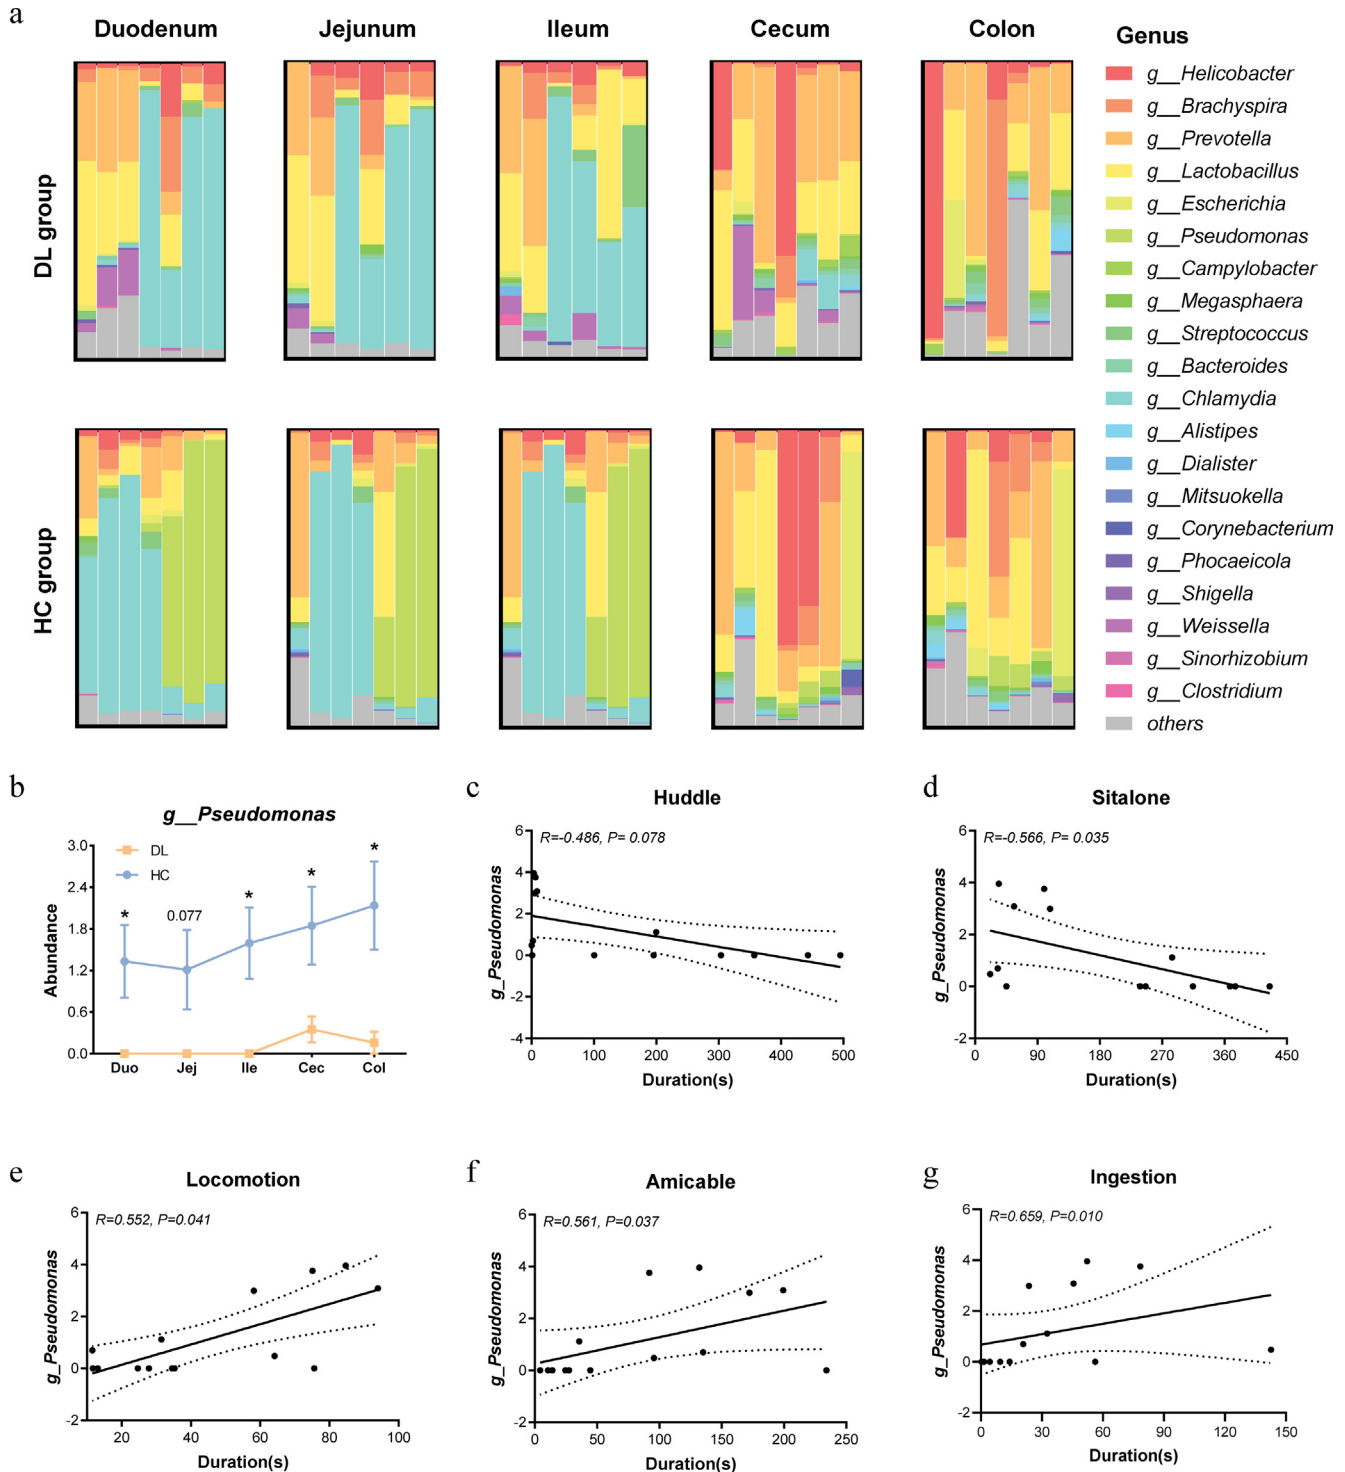 a
Duodenum
Jejunum
Ileum
Cecum
Colon
Genus
DL group
HC group
g__Helicobacter
g__Brachyspira
g__Prevotella
g__Lactobacillus
g__Escherichia
g__Pseudomonas
g__Campylobacter
g__Megasphaera
g__Streptococcus
g__Bacteroides
g__Chlamydia
g__Alistipes
g__Dialister
g__Mitsuokella
g__Corynebacterium
g__Phocaeicola
g__Shigella
g__Weissella
g__Sinorhizobium
g__Clostridium
others
b
g__Pseudomonas
Abundance
3.0
2.4
1.8
1.2
0.6
0.0
DL
HC
*
0.077
*
*
*
Duo
Jej
Ile
Cec
Col
c
Huddle
R=-0.486, P= 0.078
g_Pseudomonas
6
4
2
0
-2
-4
0
100
200
300
400
500
Duration(s)
d
Sitalone
R=-0.566, P= 0.035
g_Pseudomonas
6
4
2
0
-2
0
90
180
270
360
450
Duration(s)
e
Locomotion
R=0.552, P=0.041
g_Pseudomonas
6
4
2
0
-2
20
40
60
80
100
Duration(s)
f
Amicable
R=0.561, P=0.037
g_Pseudomonas
6
4
2
0
-2
0
50
100
150
200
250
Duration(s)
g
Ingestion
R=0.659, P=0.010
g_Pseudomonas
6
4
2
0
-2
0
30
60
90
120
150
Duration(s)